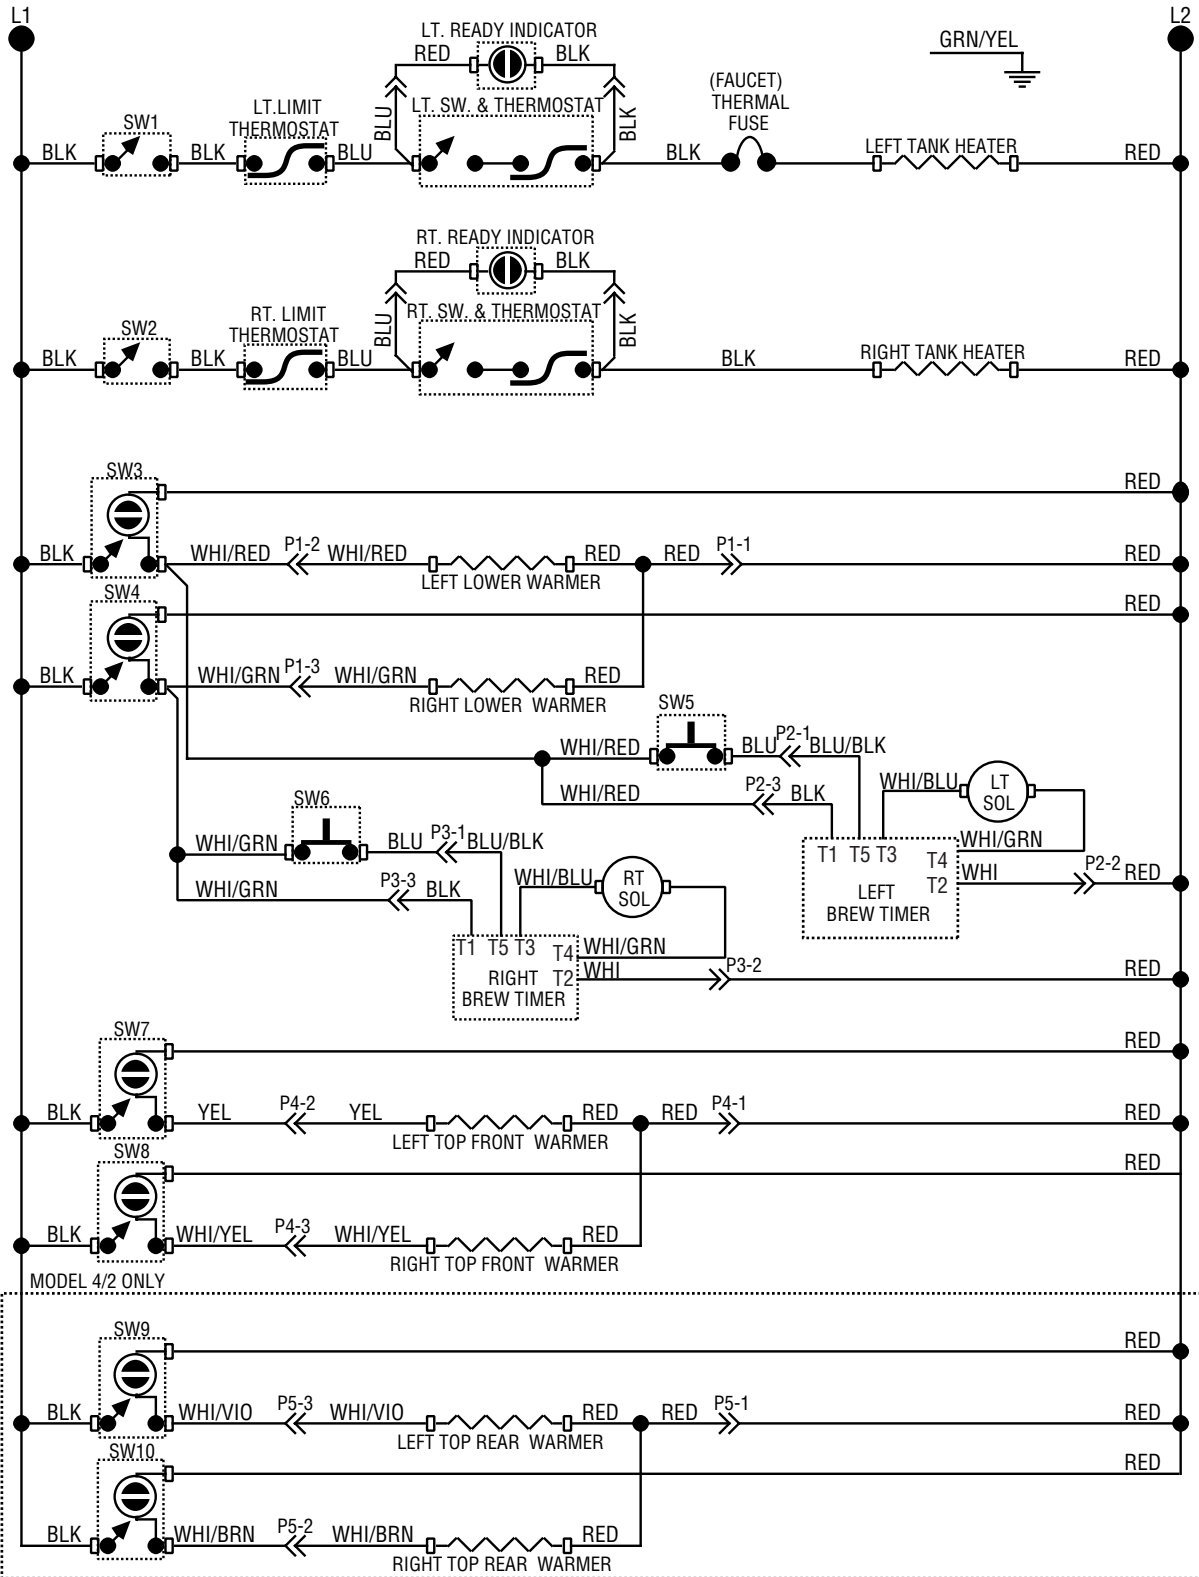 L1
L2
LT. READY INDICATOR
RED
BLK
GRN/YEL
BLU
LT. SW. & THERMOSTAT
BLK
(FAUCET)
THERMAL
FUSE
SW1
LT.LIMIT
THERMOSTAT
BLK
BLK
BLU
BLK
LEFT TANK HEATER
RED
RT. READY INDICATOR
RED
BLK
BLU
RT. SW. & THERMOSTAT
BLK
SW2
RT. LIMIT
THERMOSTAT
BLK
BLK
BLU
BLK
RIGHT TANK HEATER
RED
SW3
RED
BLK
WHI/RED
P1-2
WHI/RED
RED
RED
P1-1
RED
LEFT LOWER WARMER
SW4
RED
BLK
WHI/GRN
P1-3
WHI/GRN
RED
RIGHT LOWER WARMER
SW5
WHI/RED
BLU
P2-1
BLU/BLK
WHI/RED
P2-3
BLK
WHI/BLU
LT
SOL
SW6
WHI/GRN
BLU
P3-1
BLU/BLK
WHI/GRN
P3-3
BLK
WHI/BLU
RT
SOL
T1 T5 T3
T4
T2
LEFT
BREW TIMER
WHI/GRN
WHI
P2-2
RED
T1 T5 T3
T4
T2
RIGHT
BREW TIMER
WHI/GRN
WHI
P3-2
RED
SW7
RED
BLK
YEL
P4-2
YEL
RED
RED
P4-1
RED
LEFT TOP FRONT WARMER
SW8
RED
BLK
WHI/YEL
P4-3
WHI/YEL
RED
RIGHT TOP FRONT WARMER
MODEL 4/2 ONLY
SW9
RED
BLK
WHI/VIO
P5-3
WHI/VIO
RED
RED
P5-1
RED
LEFT TOP REAR WARMER
SW10
RED
BLK
WHI/BRN
P5-2
WHI/BRN
RED
RIGHT TOP REAR WARMER